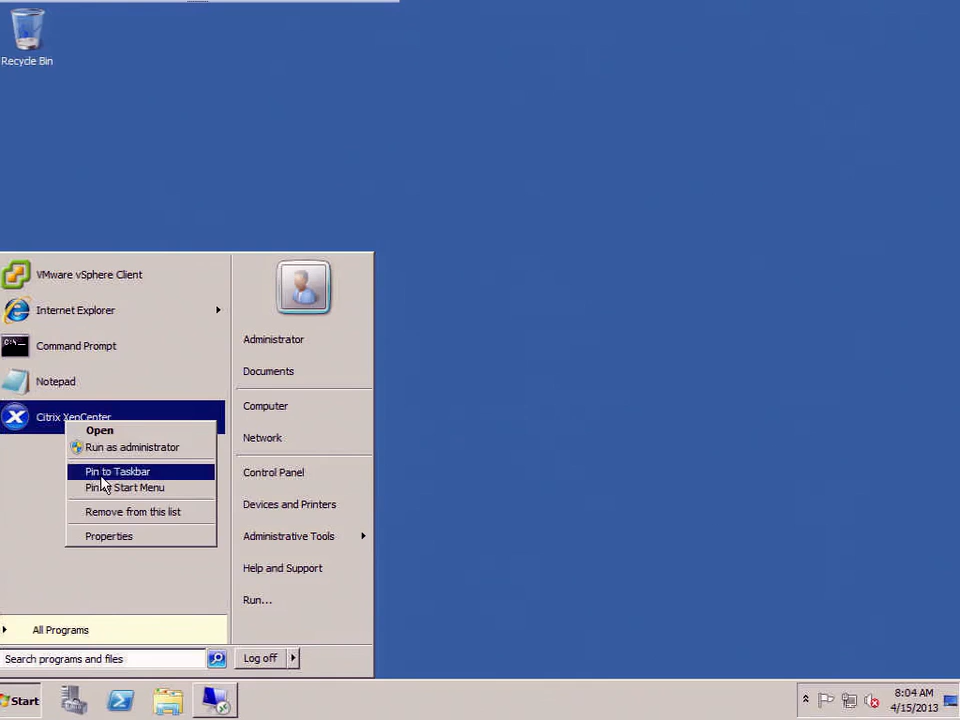 Recycle Bin
VMware vSphere Client
Internet Explorer
Command Prompt
Notepad
Citrix XenCenter
Open
Run as administrator
Pin to Taskbar
Pin to Start Menu
Remove from this list
Properties
All Programs
Search programs and files
Administrator
Documents
Computer
Network
Control Panel
Devices and Printers
Administrative Tools
Help and Support
Run...
Log off
Start
8:04 AM
4/15/2013